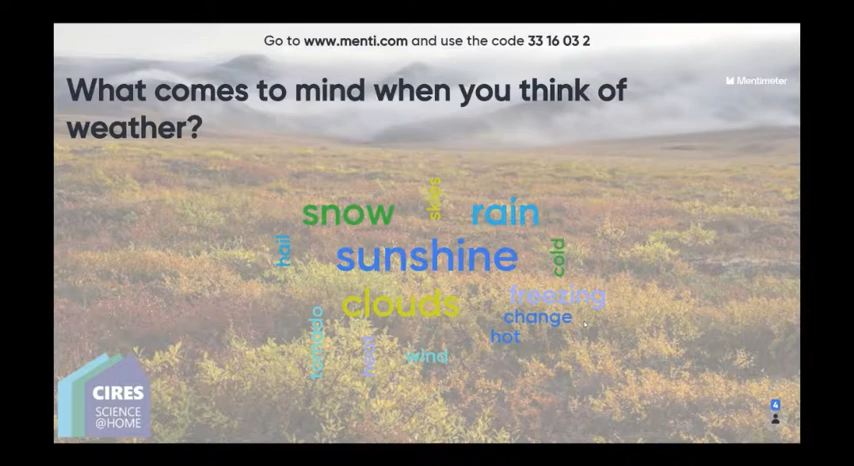 Go to www.menti.com and use the code 33 16 03 2
What comes to mind when you think of
weather?
Mentimeter
skies
snow
rain
hail
sunshine
cold
clouds
freezing
change
hot
heat
wind
CIRES
SCIENCE
@HOME
4